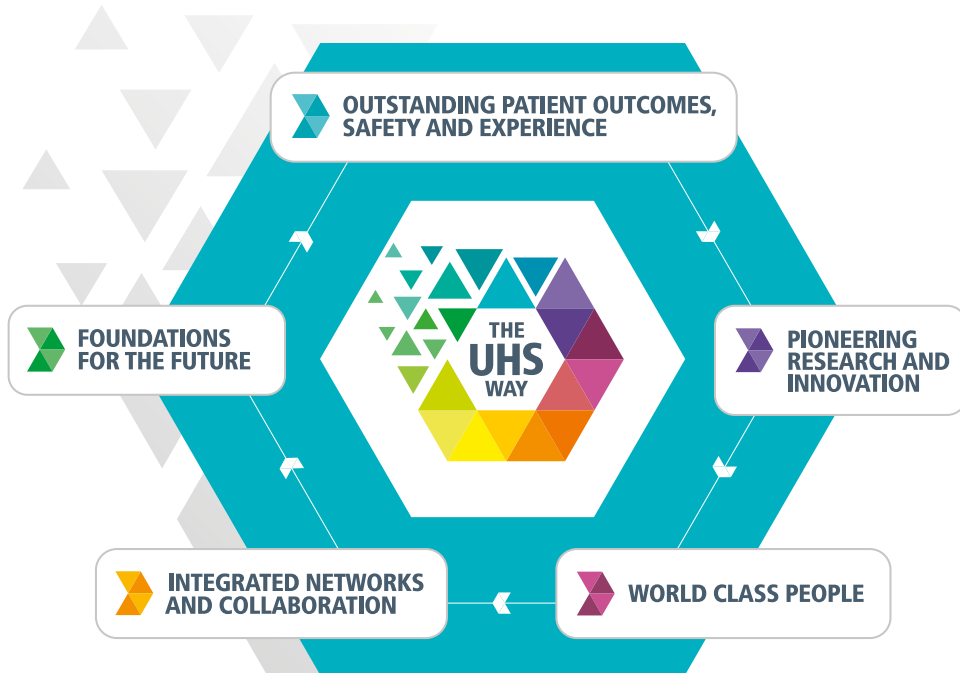 OUTSTANDING PATIENT OUTCOMES,
SAFETY AND EXPERIENCE
PIONEERING
RESEARCH AND
INNOVATION
WORLD CLASS PEOPLE
INTEGRATED NETWORKS
AND COLLABORATION
FOUNDATIONS
FOR THE FUTURE
THE
UHS
WAY